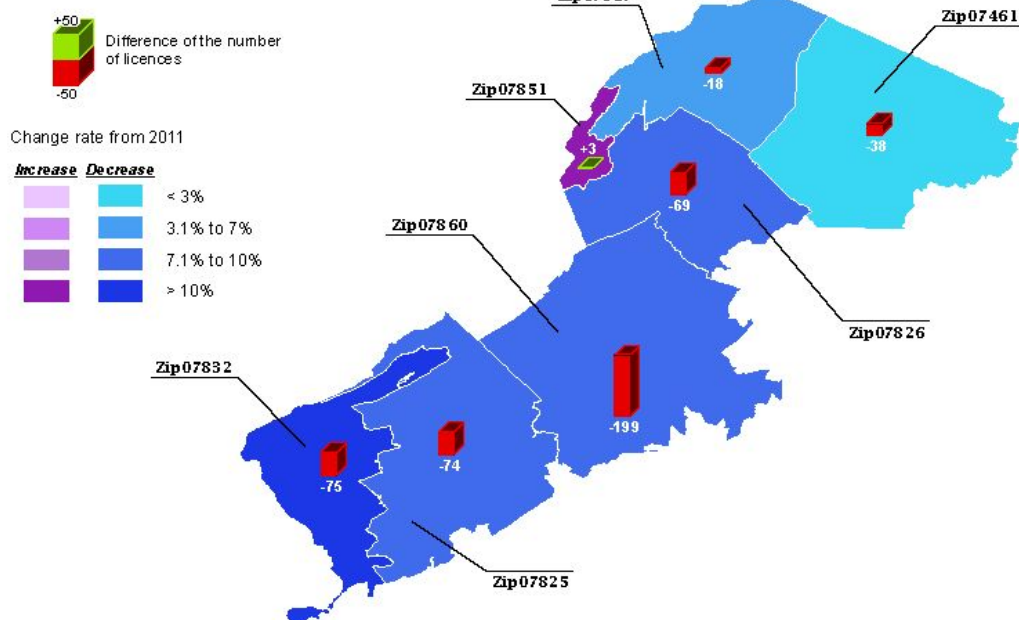 +50
Difference of the number
of licences
-50
Change rate from 2011
Increase Decrease
< 3%
3.1% to 7%
7.1% to 10%
> 10%
Zip07461
Zip07851
-18
-38
+3
-69
Zip07860
Zip07826
Zip07832
-199
-74
-75
Zip07825